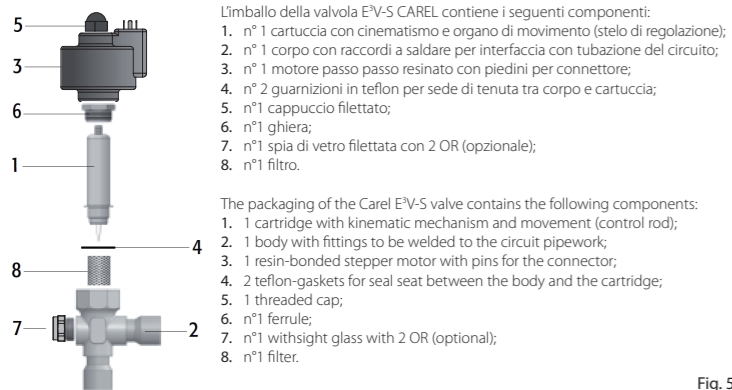 5
3
6
1
4
8
7
2
L'imballo della valvola E³V-S CAREL contiene i seguenti componenti:
1. n° 1 cartuccia con cinematismo e organo di movimento (stelo di regolazione);
2. n° 1 corpo con raccordi a saldare per interfaccia con tubazione del circuito;
3. n° 1 motore passo passo resinato con piedini per connettore;
4. n° 2 guarnizioni in teflon per sede di tenuta tra corpo e cartuccia;
5. n°1 cappuccio filettato;
6. n°1 ghiera;
7. n°1 spia di vetro filettata con 2 OR (opzionale);
8. n°1 filtro.
The packaging of the Carel E³V-S valve contains the following components:
1. 1 cartridge with kinematic mechanism and movement (control rod);
2. 1 body with fittings to be welded to the circuit pipework;
3. 1 resin-bonded stepper motor with pins for the connector;
4. 2 teflon-gaskets for seal seat between the body and the cartridge;
5. 1 threaded cap;
6. n°1 ferrule;
7. n°1 withsight glass with 2 OR (optional);
8. n°1 filter.
Fig. 5